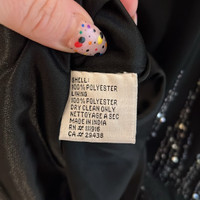 SHELL:
100% POLYESTER
LINING
100% POLYESTER
DRY CLEAN ONLY
NETTOYAGE A SEC
MADE IN INDIA
RN # 111916
CA # 29438